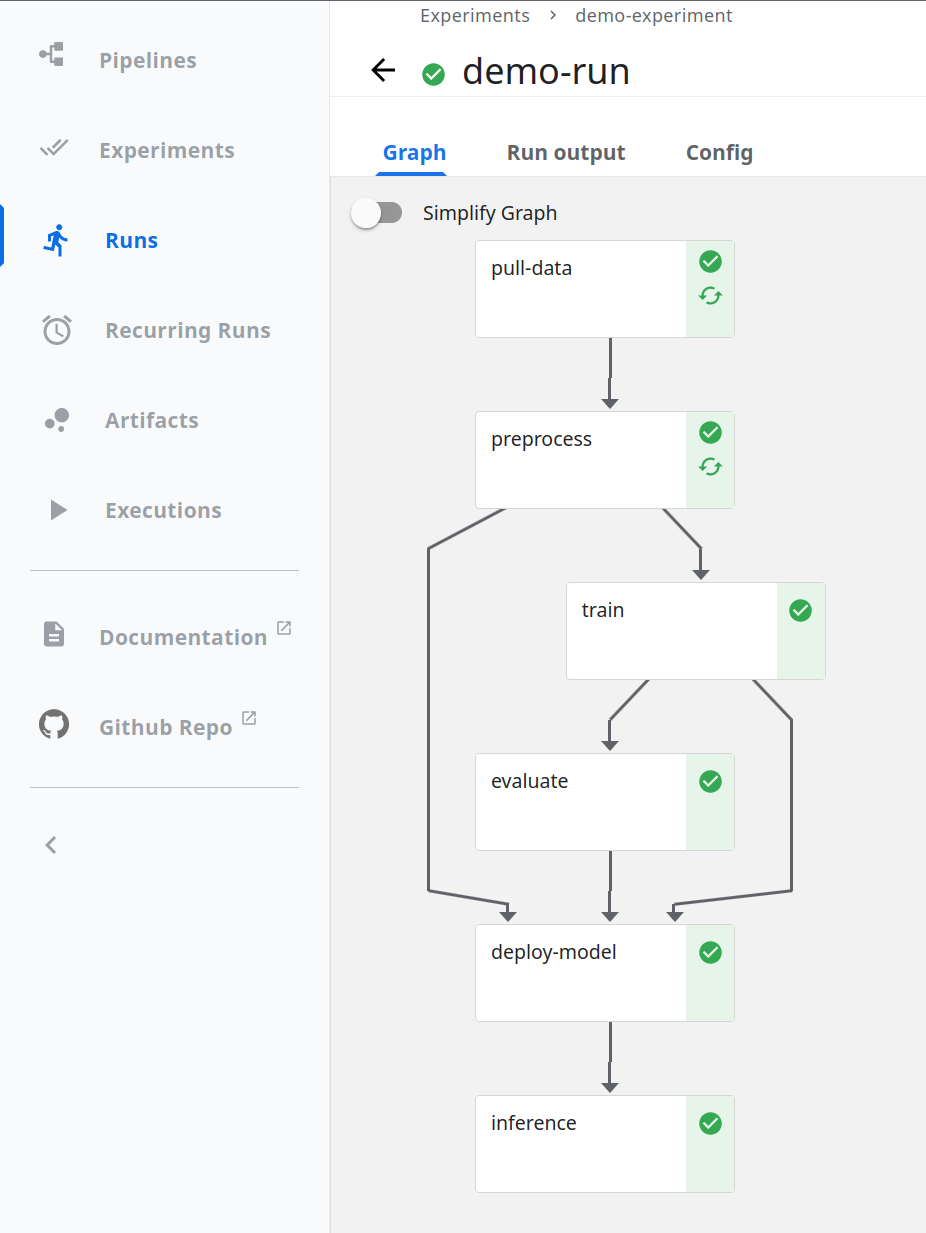 Pipelines
Experiments
Runs
Recurring Runs
Artifacts
Executions
Documentation
Github Repo
Experiments > demo-experiment
demo-run
Graph Run output Config
Simplify Graph
pull-data
preprocess
train
evaluate
deploy-model
inference